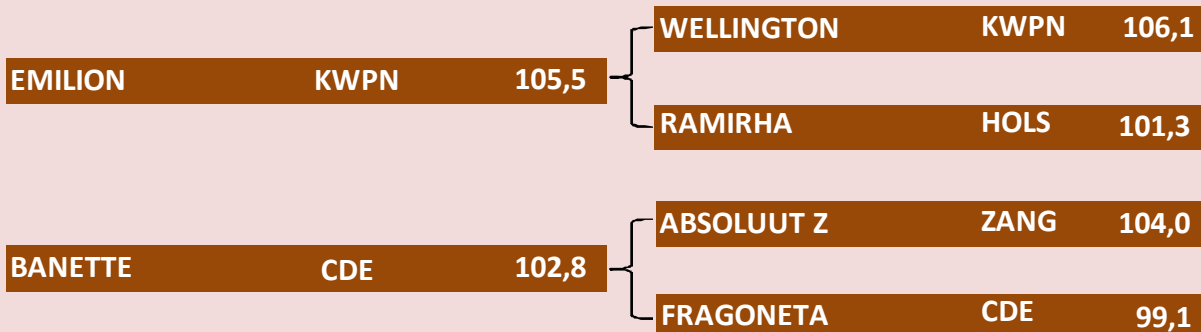 WELLINGTON KWPN 106,1
EMILION KWPN 105,5
RAMIRHA HOLS 101,3
ABSOLUUT Z ZANG 104,0
BANETTE CDE 102,8
FRAGONETA CDE 99,1